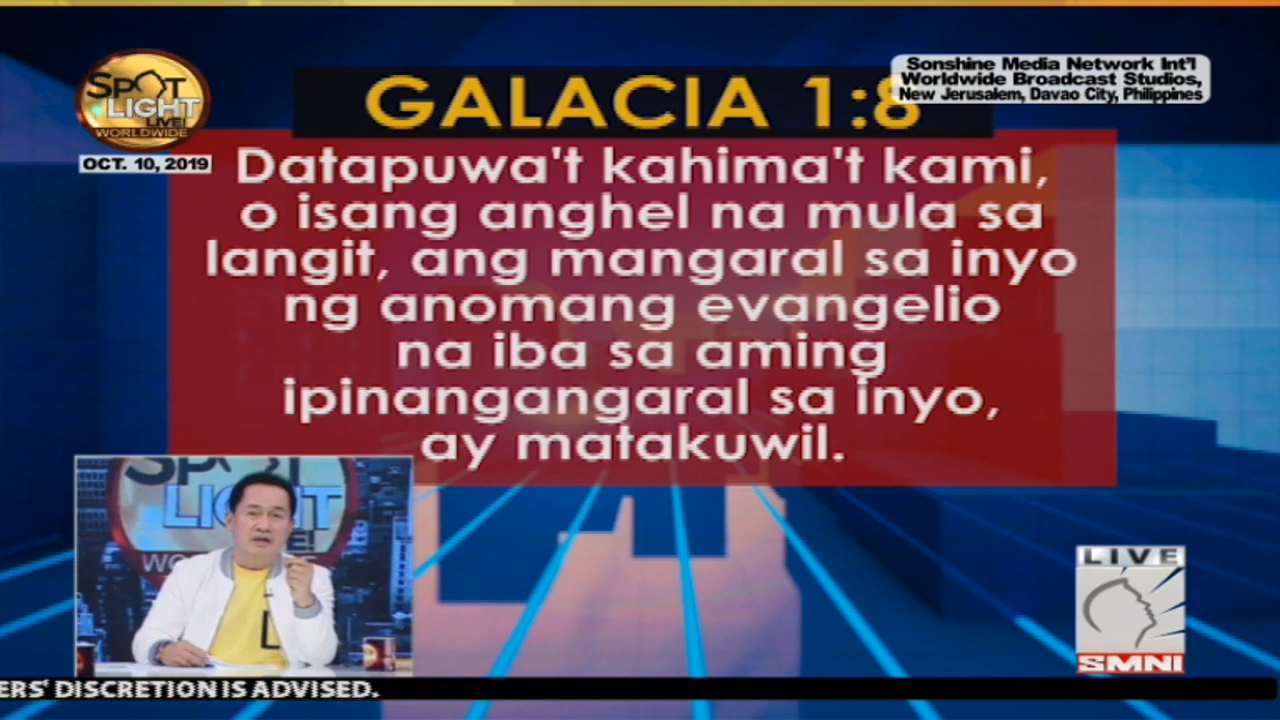 SPOT
LIGHT
LIVE!
WORLDWIDE
OCT. 10, 2019
Sonshine Media Network Int'l
Worldwide Broadcast Studios,
New Jerusalem, Davao City, Philippines
GALACIA 1:8
Datapuwa't kahima't kami,
o isang anghel na mula sa
langit, ang mangaral sa inyo
ng anomang evangelio
na iba sa aming
ipinangangaral sa inyo,
ay matakuwil.
LIGHT
LIVE
SMNI
ERS' DISCRETION IS ADVISED.